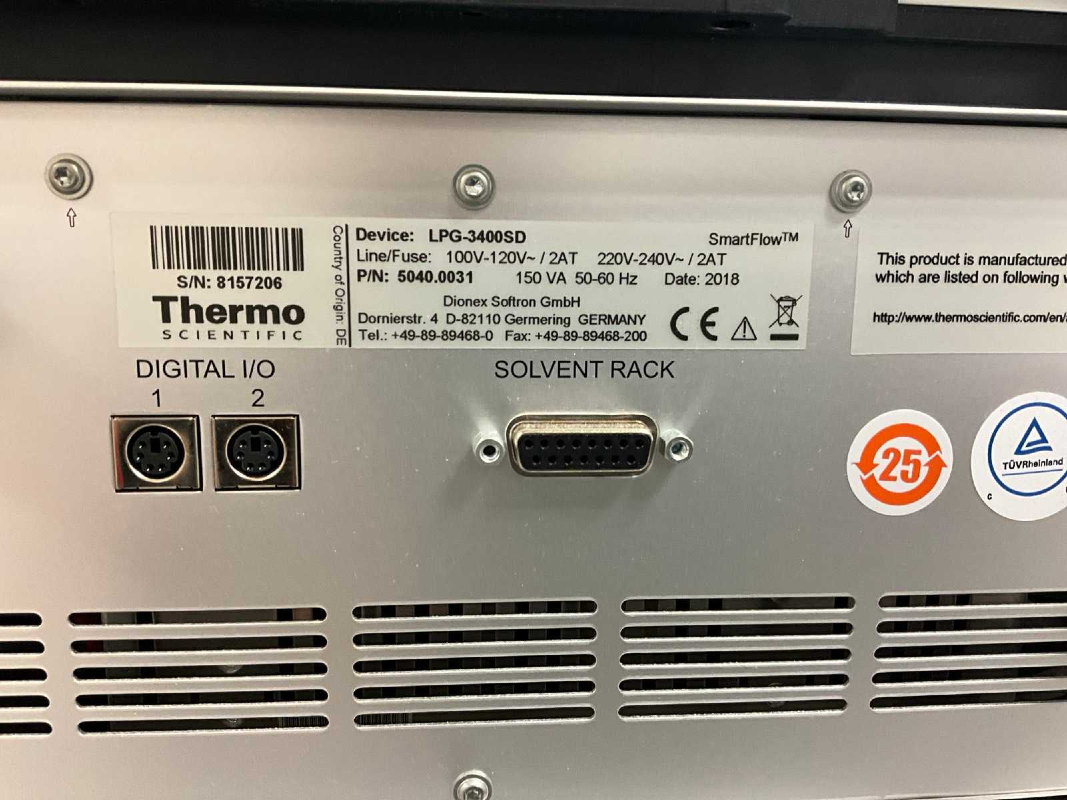 S/N: 8157206
Thermo
SCIENTIFIC
Country of Origin: DE
Device: LPG-3400SD
SmartFlow™
Line/Fuse: 100V-120V~ / 2AT 220V-240V~ / 2AT
P/N: 5040.0031 150 VA 50-60 Hz Date: 2018
Dionex Softron GmbH
Dornierstr. 4 D-82110 Germering GERMANY
Tel.: +49-89-89468-0 Fax: +49-89-89468-200
CE
This product is manufactured
which are listed on following
http://www.thermoscientific.com/en/
DIGITAL I/O
1 2
SOLVENT RACK
25
TÜVRheinland
C